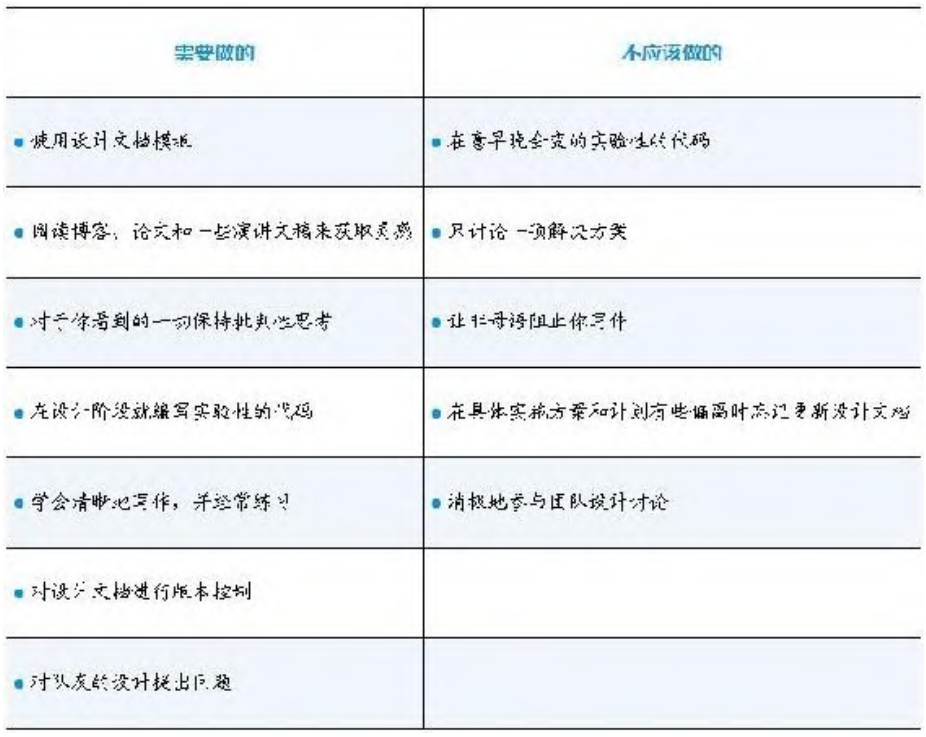 需要做的
不应该做的
使用设计文档模板
在意早晚会变的实验性的代码
阅读博客、论文和一些演讲文稿来获取灵感
只讨论一项解决方案
对于你看到的一切保持批判性思考
让非母语阻止你写作
在设计阶段就编写实验性的代码
在具体实施方案和计划有些偏离时忘记更新设计文档
学会清晰地写作，并经常练习
消极地参与团队设计讨论
对设计文档进行版本控制
对队友的设计提出问题